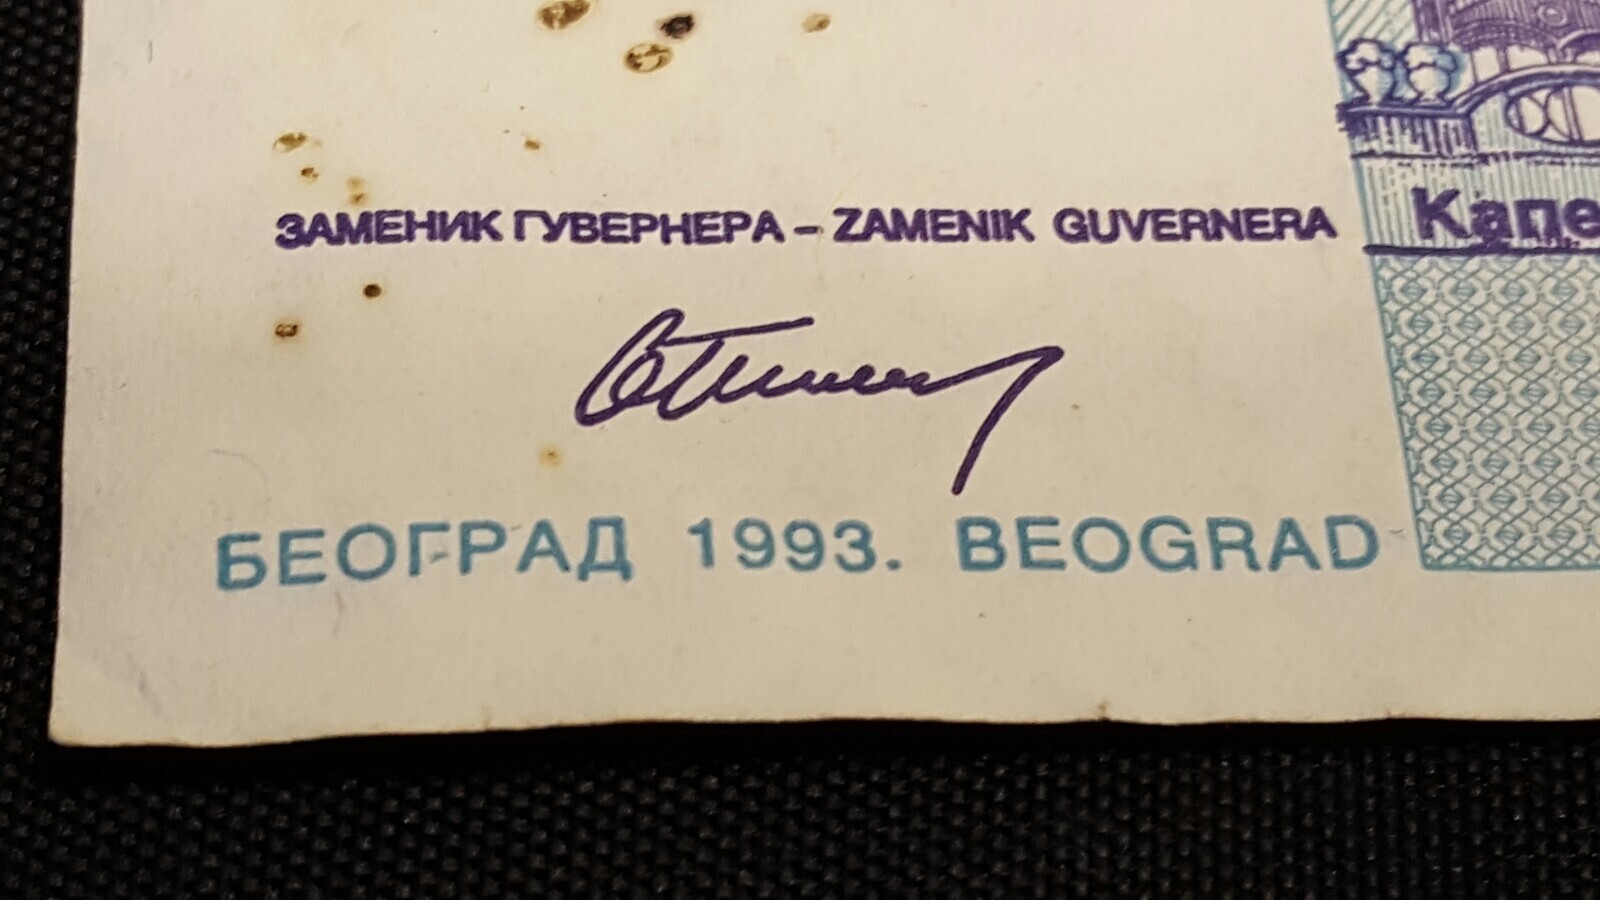 ЗАМЕНИК ГУВЕРНЕРА - ZAMENIK GUVERNERA
БЕОГРАД 1993. BEOGRAD